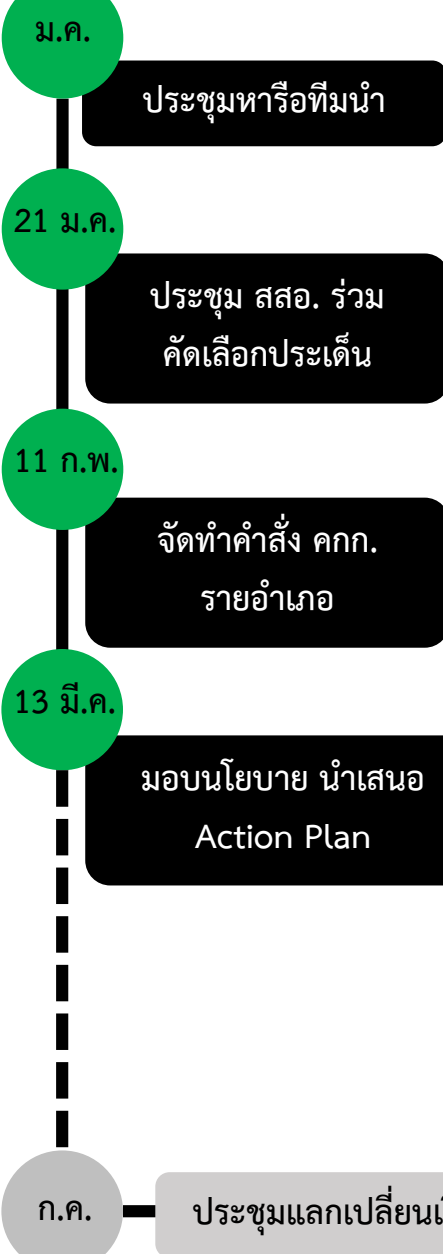 ม.ค.
ประชุมหารือทีมนำ
21 ม.ค.
ประชุม สสอ. ร่วม
คัดเลือกประเด็น
11 ก.พ.
จัดทำคำสั่ง คกก.
รายอำเภอ
13 มี.ค.
มอบนโยบาย นำเสนอ
Action Plan
ก.ค.
ประชุมแลกเปลี่ยน